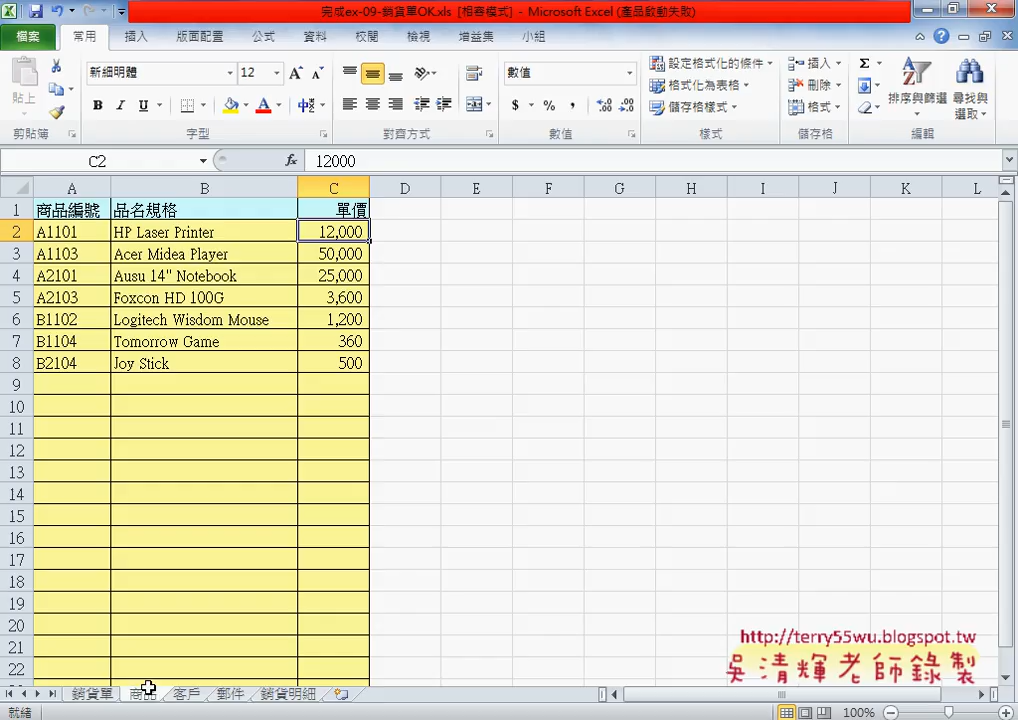 完成ex-09-銷貨單OK.xls [相容模式] - Microsoft Excel (產品啟動失敗)
檔案 常用 插入 版面配置 公式 資料 校閱 檢視 增益集 小組
貼上 新細明體 12 數值 設定格式化的條件 插入 Σ
B I U 中 $ % , 格式化為表格 刪除 排序與篩選 尋找與選取
儲存格樣式 格式
剪貼簿 字型 對齊方式 數值 樣式 儲存格 編輯
C2 fx 12000
A B C D E F G H I J K L
1 商品編號 品名規格 單價
2 A1101 HP Laser Printer 12,000
3 A1103 Acer Midea Player 50,000
4 A2101 Ausu 14" Notebook 25,000
5 A2103 Foxcon HD 100G 3,600
6 B1102 Logitech Wisdom Mouse 1,200
7 B1104 Tomorrow Game 360
8 B2104 Joy Stick 500
9
10
11
12
13
14
15
16
17
18
19
20
21
22
http://terry55wu.blogspot.tw
吳清輝老師錄製
銷貨單 商品 客戶 郵件 銷貨明細
就緒 100%